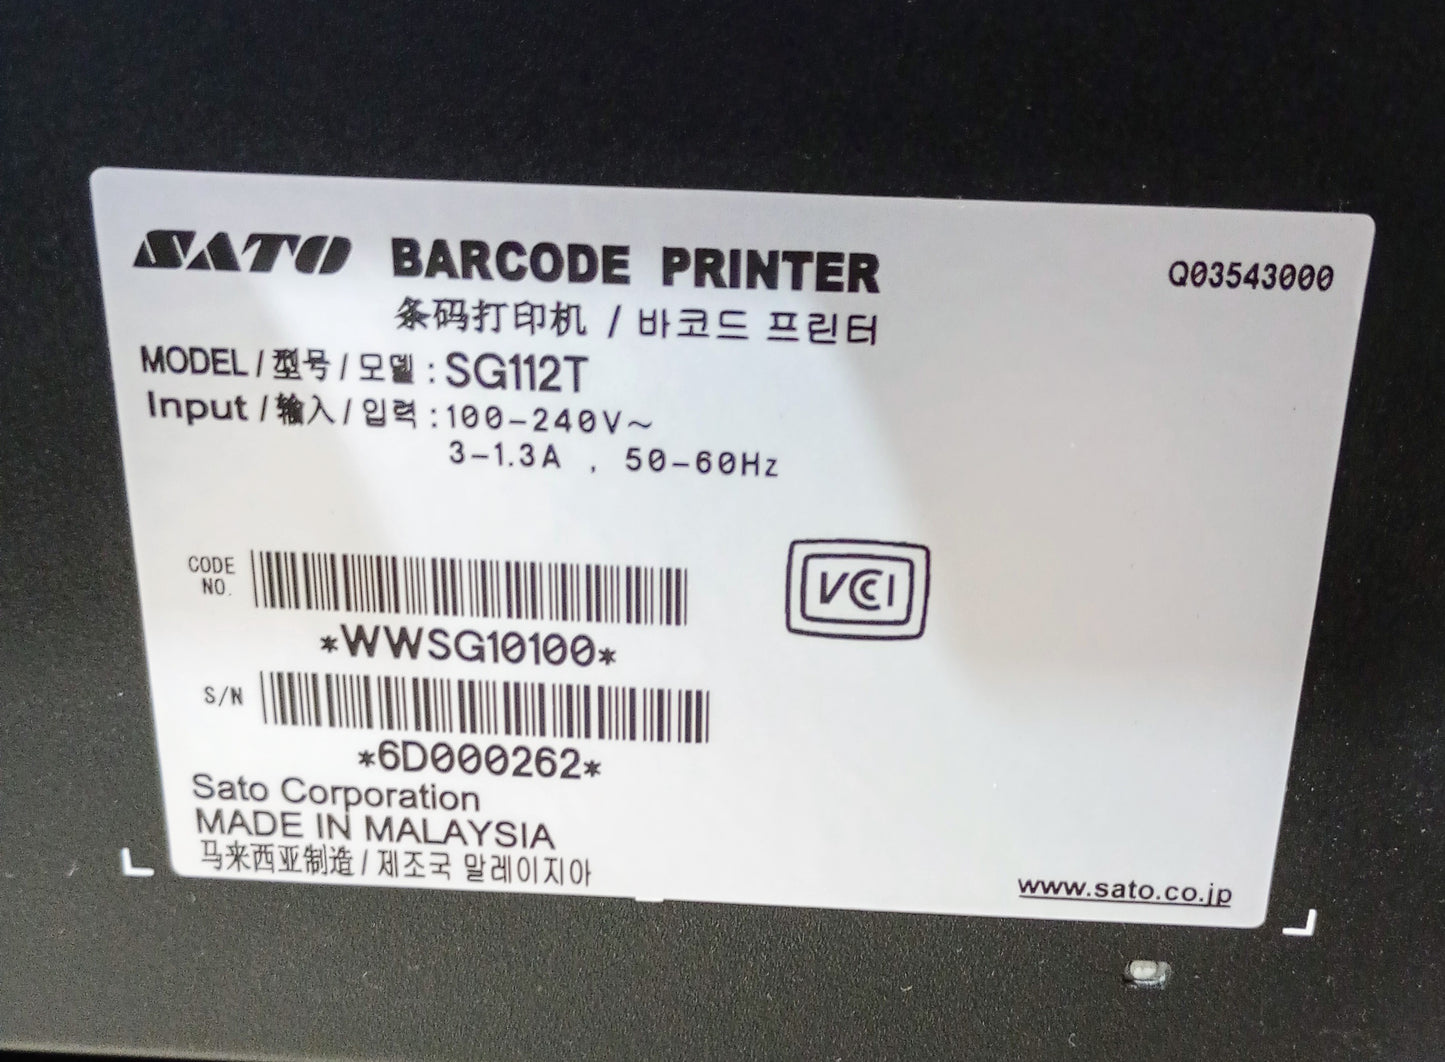 SATO BARCODE PRINTER
Q03543000
条码打印机 / 바코드 프린터
MODEL / 型号 / 모델 : SG112T
Input / 输入 / 입력 : 100-240V~
3-1.3A , 50-60Hz
CODE NO.
*WWSG10100*
VCCI
S/N
*6D000262*
Sato Corporation
MADE IN MALAYSIA
马来西亚制造 / 제조국 말레이지아
www.sato.co.jp